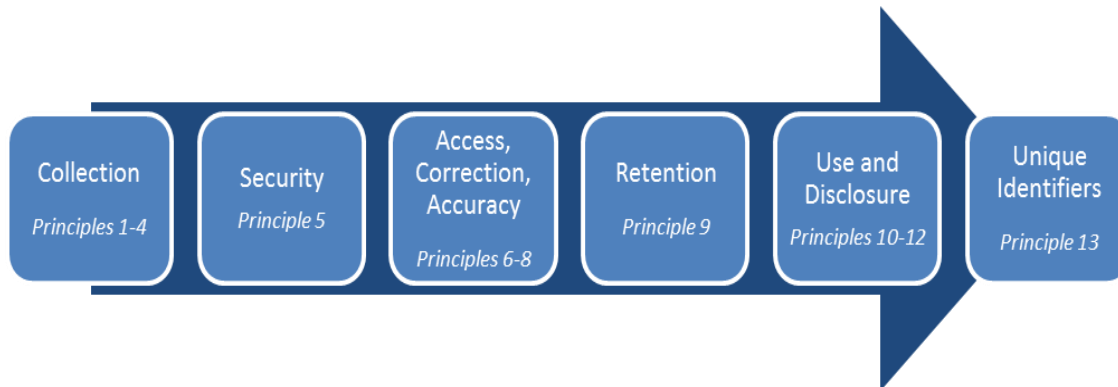 Collection
Principles 1-4
Security
Principle 5
Access,
Correction,
Accuracy
Principles 6-8
Retention
Principle 9
Use and
Disclosure
Principles 10-12
Unique
Identifiers
Principle 13